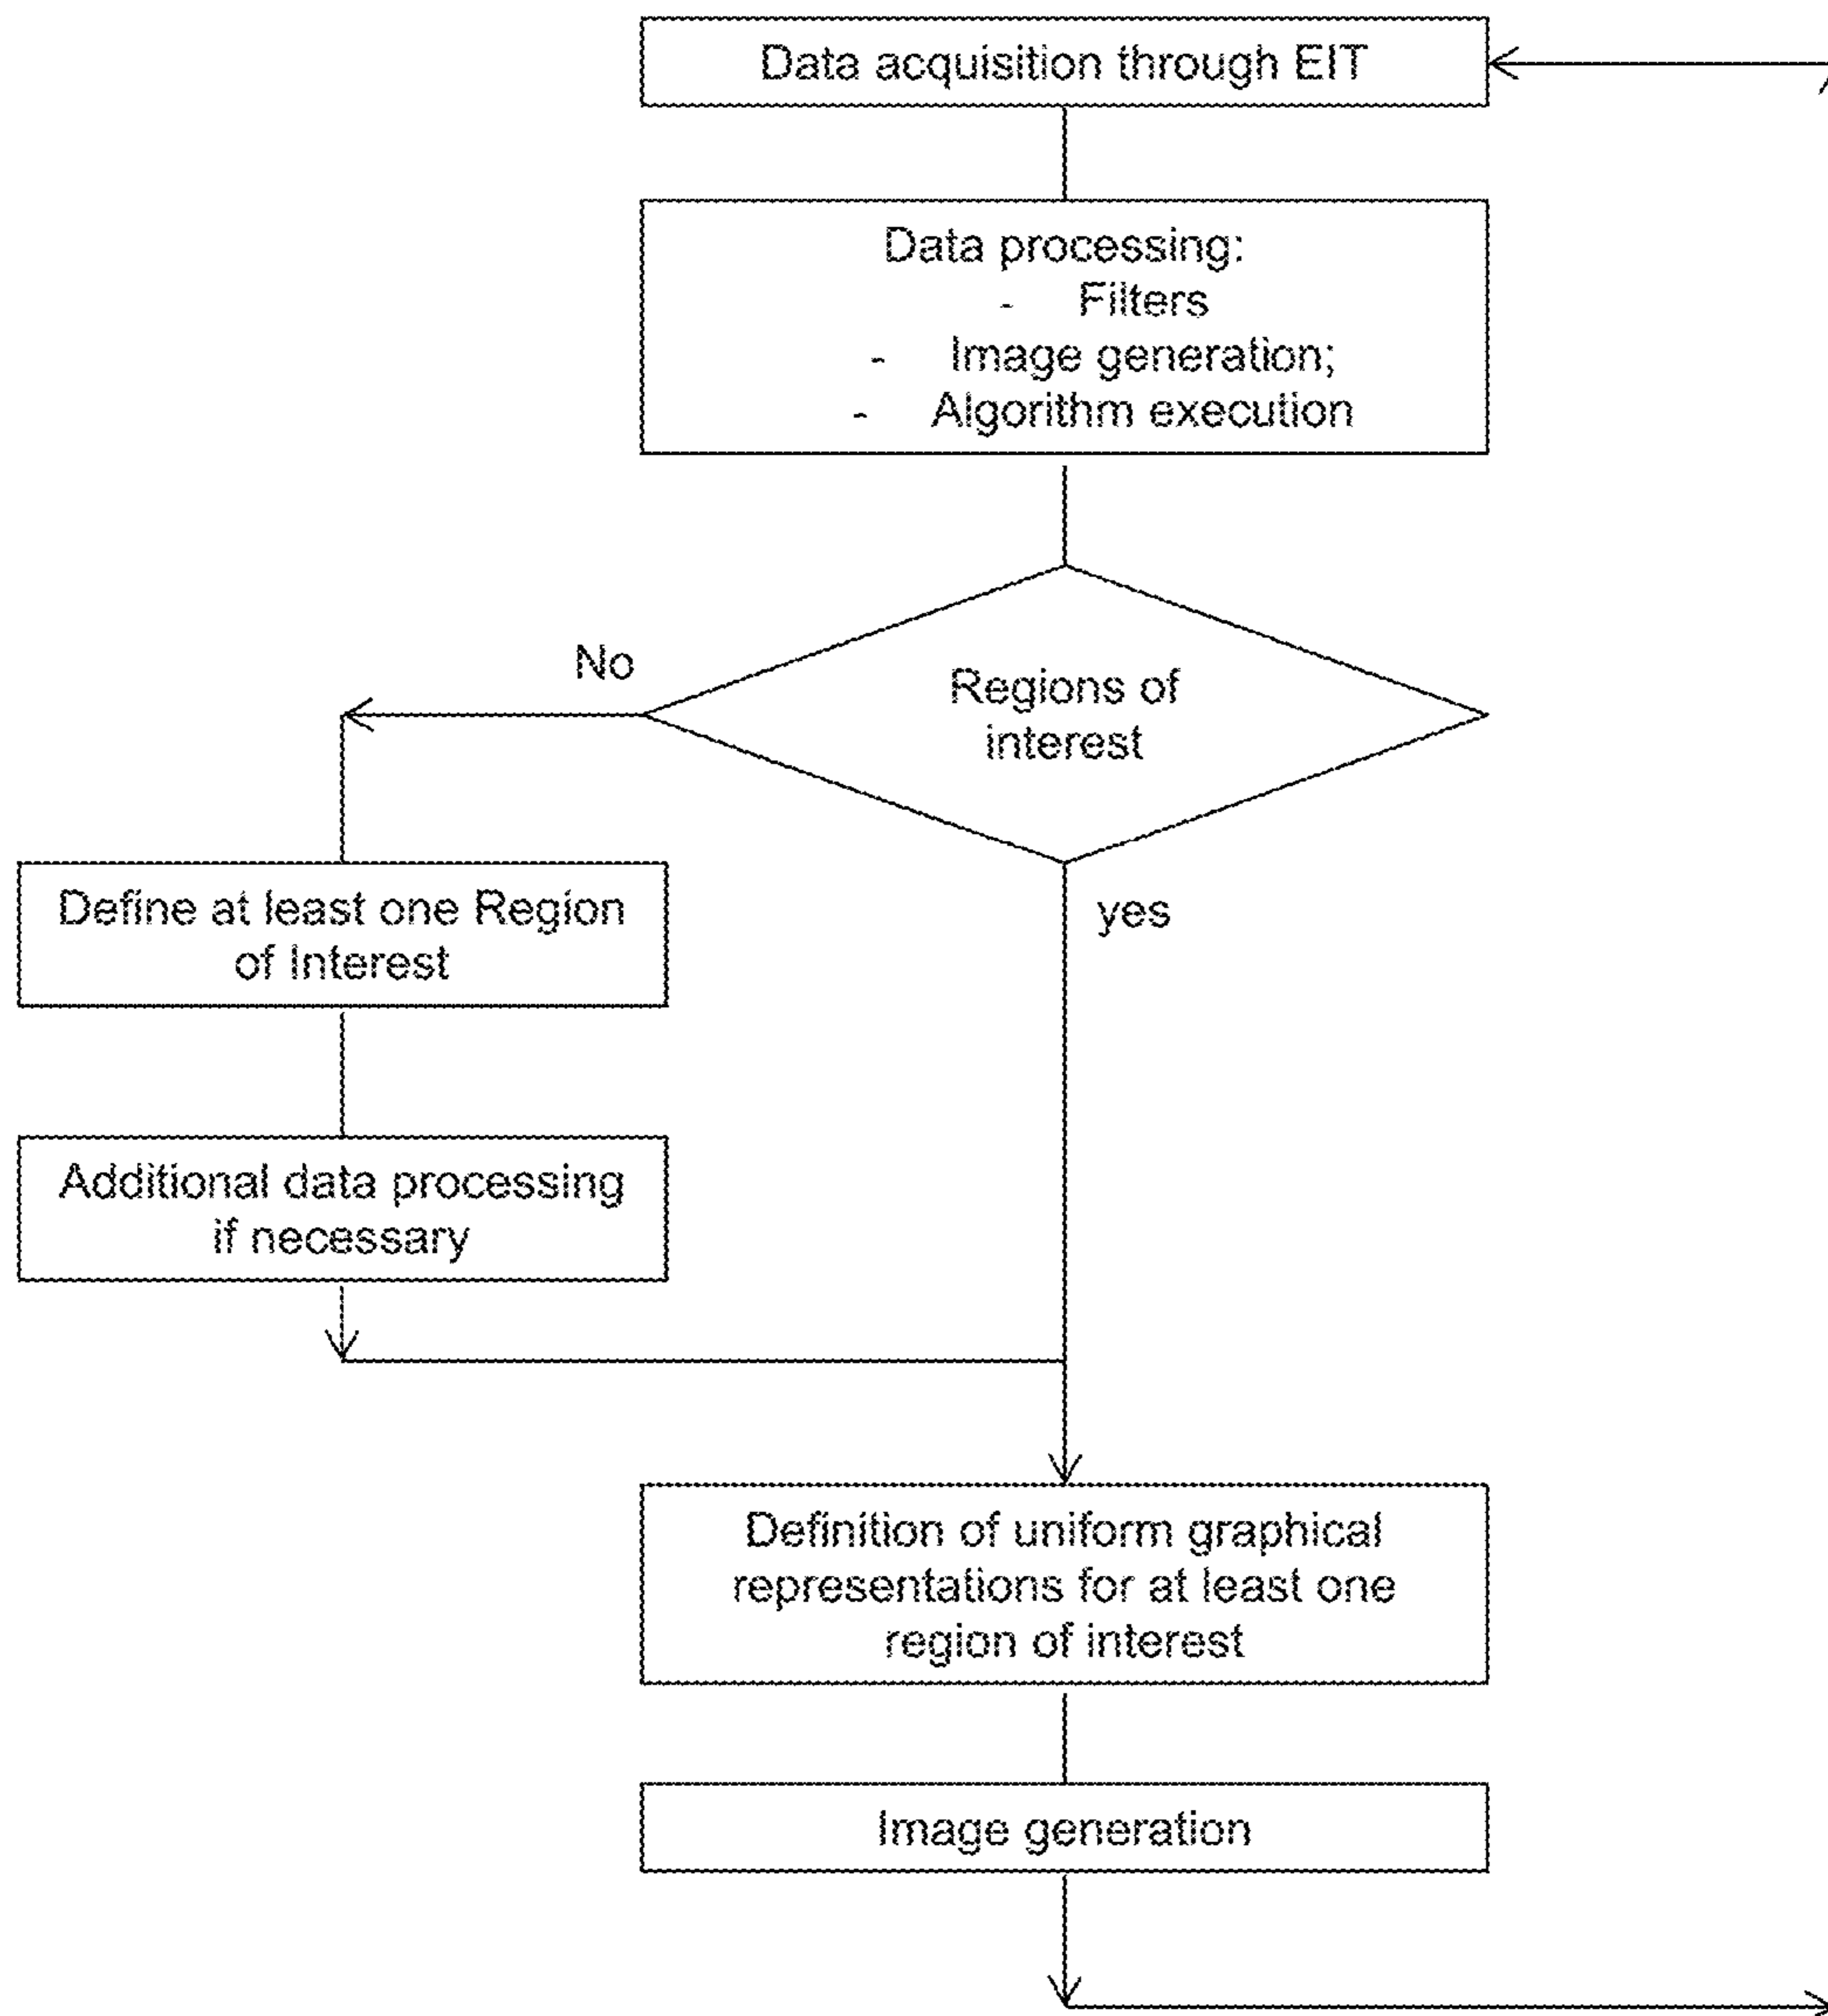 Data acquisition through EIT
Data processing:
- Filters
- Image generation;
- Algorithm execution
Regions of
interest
No
yes
Define at least one Region
of Interest
Additional data processing
if necessary
Definition of uniform graphical
representations for at least one
region of interest
Image generation